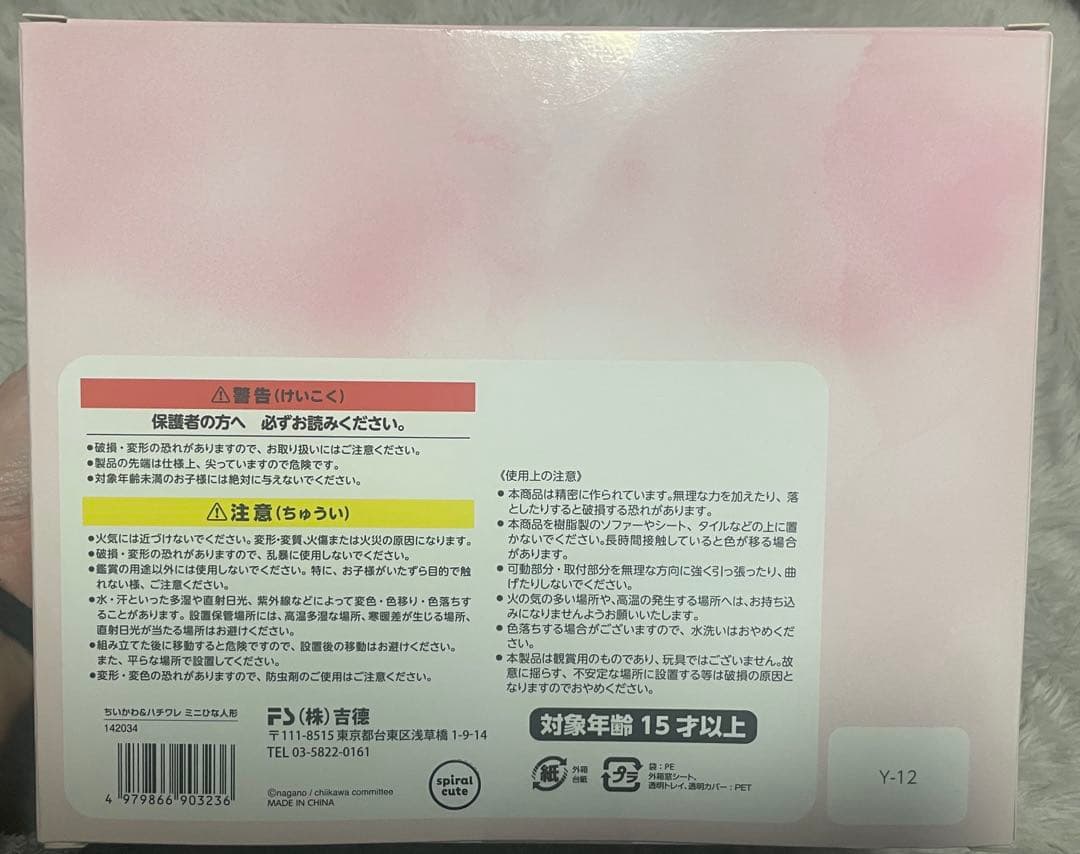 ⚠警告(けいこく)
保護者の方へ 必ずお読みください。
●破損・変形の恐れがありますので、お取り扱いにはご注意ください。
●製品の先端は仕様上、尖っていますので危険です。
●対象年齢未満のお子様には絶対に与えないでください。
⚠注意(ちゅうい)
●火気には近づけないでください。変形・変質、火傷または火災の原因になります。
●破損・変形の恐れがありますので、乱暴に使用しないでください。
●鑑賞の用途以外には使用しないでください。特に、お子様がいたずら目的で触
れない様、ご注意ください。
●水・汗といった多湿や直射日光、紫外線などによって変色・色移り・色落ちす
ることがあります。設置保管場所には、高温多湿な場所、寒暖差が生じる場所、
直射日光が当たる場所はお避けください。
●組み立てた後に移動すると危険ですので、設置後の移動はお避けください。
また、平らな場所で設置してください。
●変形・変色の恐れがありますので、防虫剤のご使用はご注意ください。
ちいかわ&ハチワレ ミニひな人形
142034
4 979866 903236
FS(株)吉德
〒111-8515 東京都台東区浅草橋 1-9-14
TEL 03-5822-0161
©nagano / chiikawa committee
MADE IN CHINA
spiral
cute
《使用上の注意》
●本商品は精密に作られています。無理な力を加えたり、落
としたりすると破損する恐れがあります。
●本商品を樹脂製のソファーやシート、タイルなどの上に置
かないでください。長時間接触していると色が移る場合
があります。
●可動部分・取付部分を無理な方向に強く引っ張ったり、曲
げたりしないでください。
●火の気の多い場所や、高温の発生する場所へは、お持ち込
みになりませんようお願いいたします。
●色落ちする場合がございますので、水洗いはおやめくだ
さい。
●本製品は観賞用のものであり、玩具ではございません。故
意に揺らす、不安定な場所に設置する等は破損の原因と
なりますのでおやめください。
対象年齢 15 才以上
紙
外箱
台紙
プラ
袋:PE
外箱窓シート、
透明トレイ、透明カバー:PET
Y-12